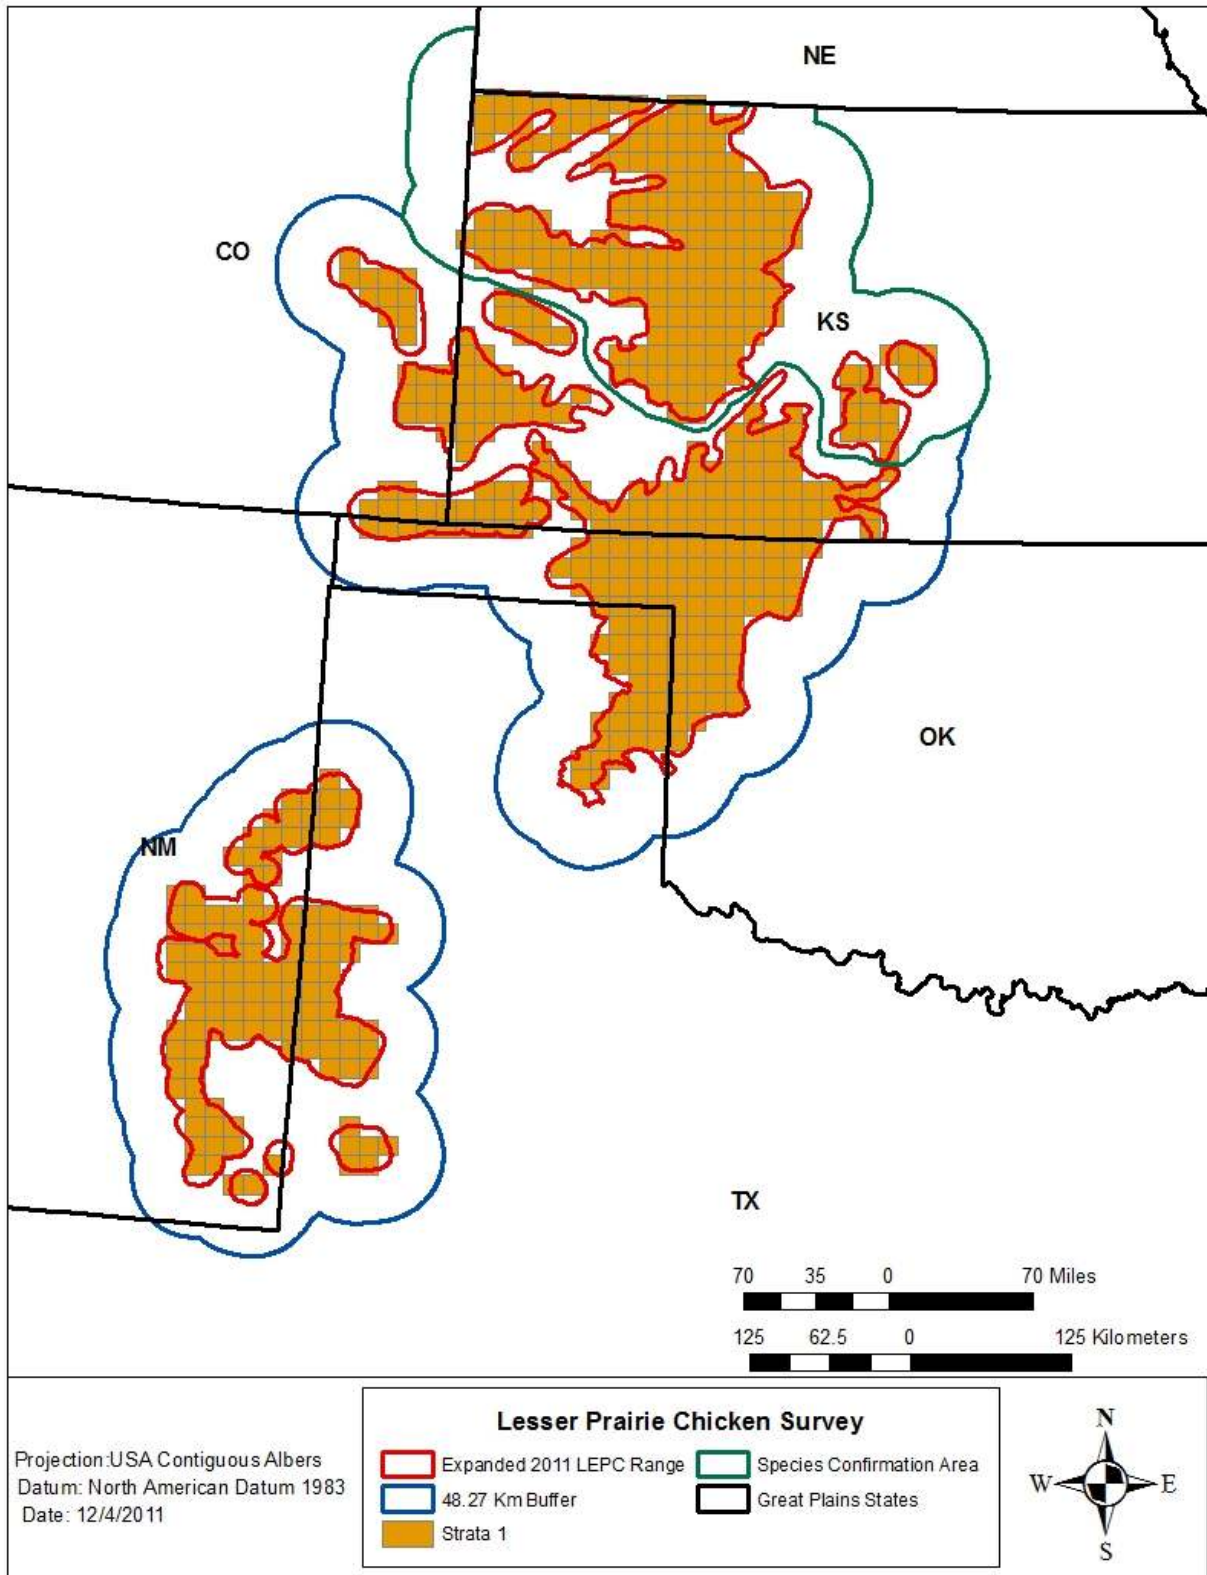 NE
CO
KS
OK
NM
TX
70 35 0 70 Miles
125 62.5 0 125 Kilometers
Projection:USA Contiguous Albers
Datum: North American Datum 1983
Date: 12/4/2011
Lesser Prairie Chicken Survey
Expanded 2011 LEPC Range
Species Confirmation Area
48.27 Km Buffer
Great Plains States
Strata 1
N
W
E
S